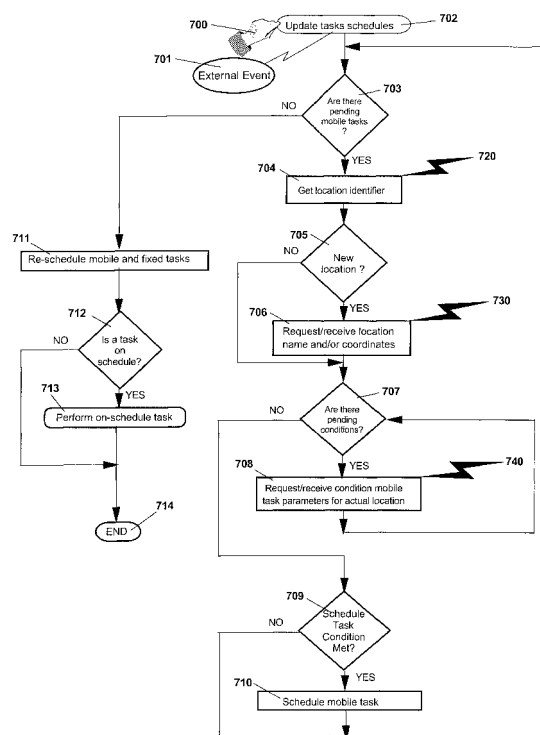 700
Update tasks schedules
702
701
External Event
703
Are there
pending
mobile tasks
?
NO
YES
720
704
Get location identifier
705
NO
New
location ?
YES
730
706
Request/receive location
name and/or coordinates
711
Re-schedule mobile and fixed tasks
712
NO
Is a task
on
schedule?
YES
713
Perform on-schedule task
714
END
707
NO
Are there
pending
conditions?
YES
740
708
Request/receive condition mobile
task parameters for actual location
709
NO
Schedule
Task
Condition
Met?
YES
710
Schedule mobile task